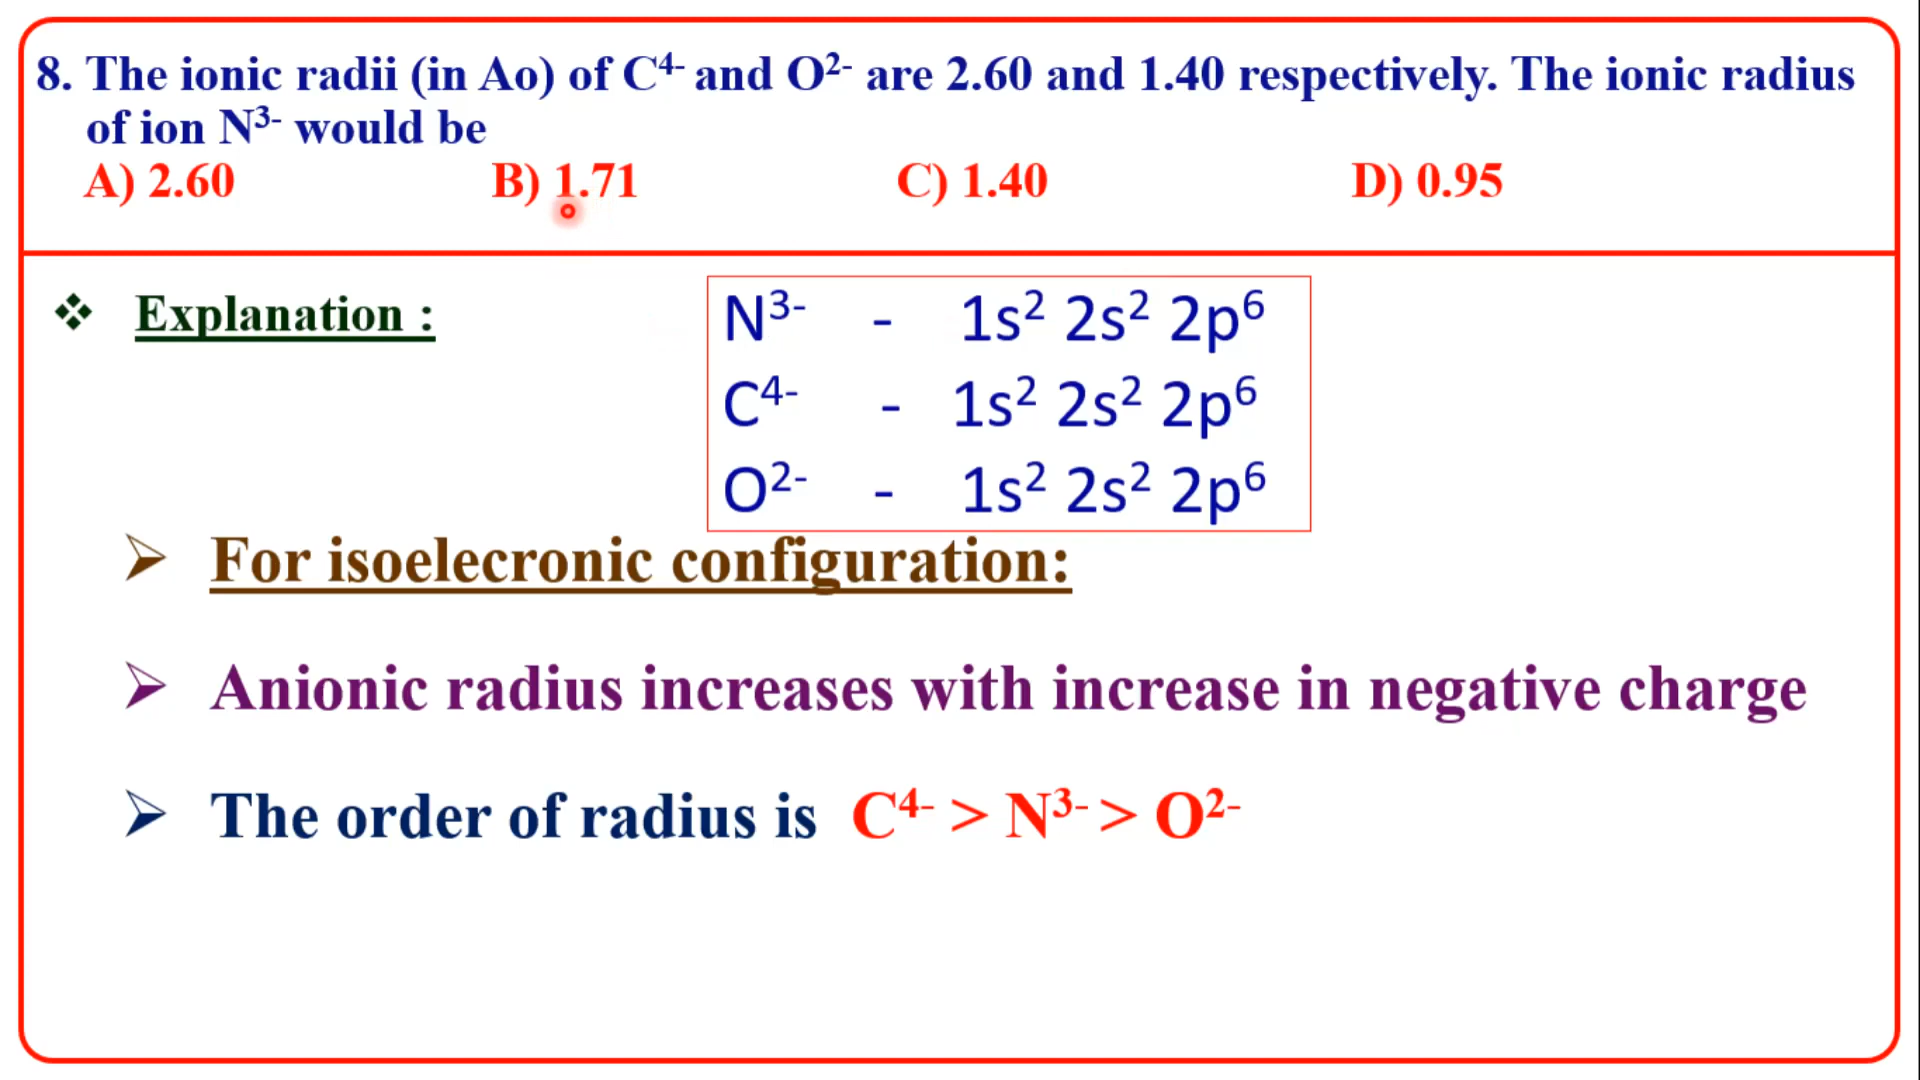 8. The ionic radii (in Ao) of C⁴⁻ and O²⁻ are 2.60 and 1.40 respectively. The ionic radius
of ion N³⁻ would be
A) 2.60 B) 1.71 C) 1.40 D) 0.95
❖ Explanation :
N³⁻ - 1s² 2s² 2p⁶
C⁴⁻ - 1s² 2s² 2p⁶
O²⁻ - 1s² 2s² 2p⁶
➢ For isoelecronic configuration:
➢ Anionic radius increases with increase in negative charge
➢ The order of radius is C⁴⁻ > N³⁻ > O²⁻